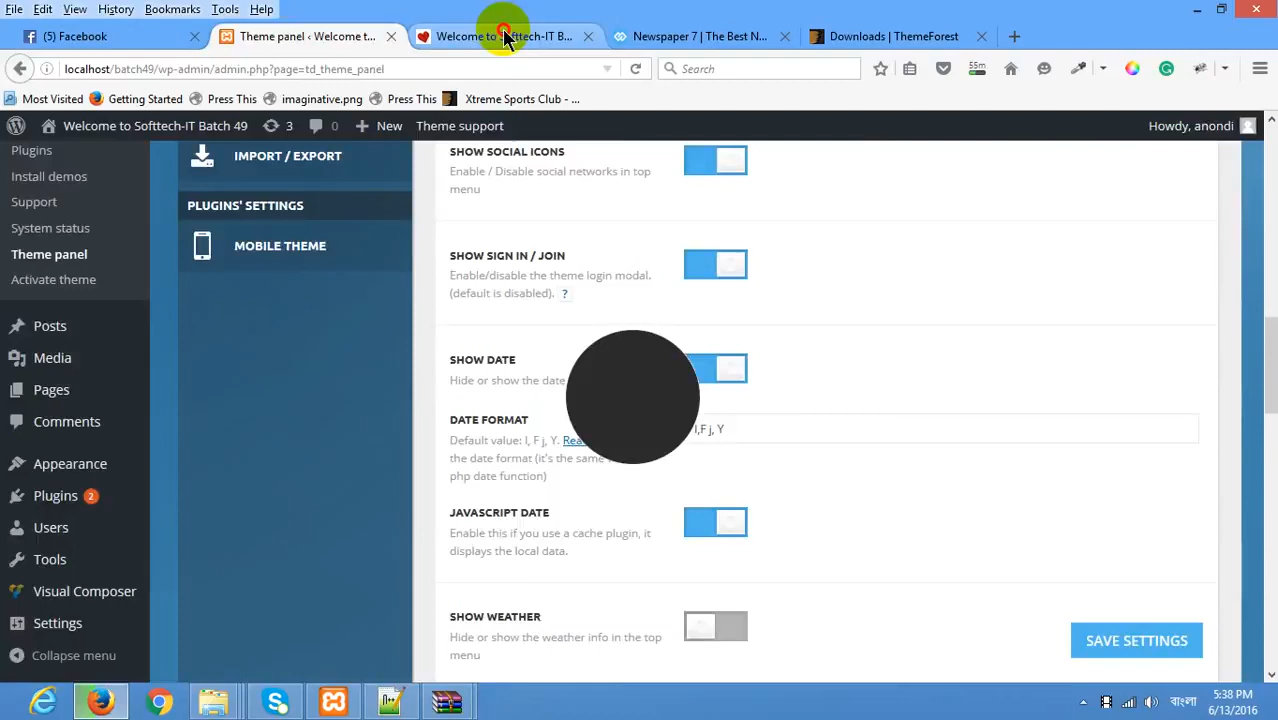 File Edit View History Bookmarks Tools Help
(5) Facebook
Theme panel ‹ Welcome t...
Welcome to Softtech-IT B...
Newspaper 7 | The Best N...
Downloads | ThemeForest
localhost/batch49/wp-admin/admin.php?page=td_theme_panel
Search
55m
Most Visited Getting Started Press This imaginative.png Press This Xtreme Sports Club - ...
Welcome to Softtech-IT Batch 49 3 0 New Theme support Howdy, anondi
Plugins
Install demos
Support
System status
Theme panel
Activate theme
Posts
Media
Pages
Comments
Appearance
Plugins 2
Users
Tools
Visual Composer
Settings
Collapse menu
IMPORT / EXPORT
PLUGINS' SETTINGS
MOBILE THEME
SHOW SOCIAL ICONS
Enable / Disable social networks in top
menu
SHOW SIGN IN / JOIN
Enable/disable the theme login modal.
(default is disabled). ?
SHOW DATE
Hide or show the date
DATE FORMAT
Default value: l, F j, Y.
the date format (it's the same
php date function)
l,F j, Y
JAVASCRIPT DATE
Enable this if you use a cache plugin, it
displays the local data.
SHOW WEATHER
Hide or show the weather info in the top
menu
SAVE SETTINGS
বাংলা
5:38 PM
6/13/2016